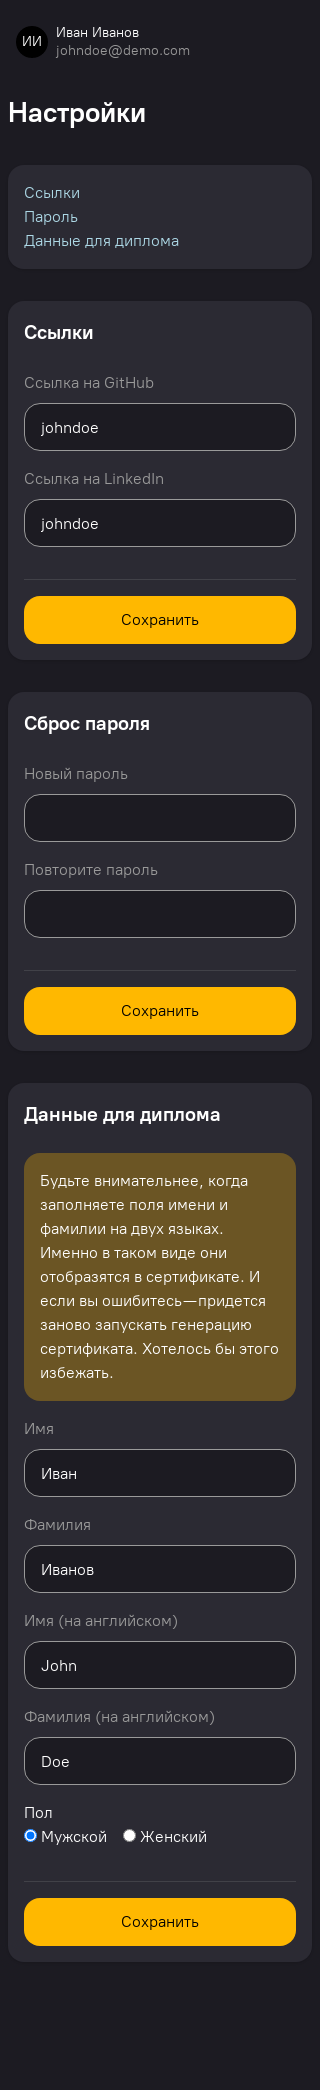 ИИ
Иван Иванов
johndoe@demo.com
Настройки
Ссылки
Пароль
Данные для диплома
Ссылки
Ссылка на GitHub
johndoe
Ссылка на LinkedIn
johndoe
Сохранить
Сброс пароля
Новый пароль
Повторите пароль
Сохранить
Данные для диплома
Будьте внимательнее, когда
заполняете поля имени и
фамилии на двух языках.
Именно в таком виде они
отобразятся в сертификате. И
если вы ошибитесь — придется
заново запускать генерацию
сертификата. Хотелось бы этого
избежать.
Имя
Иван
Фамилия
Иванов
Имя (на английском)
John
Фамилия (на английском)
Doe
Пол
Мужской Женский
Сохранить